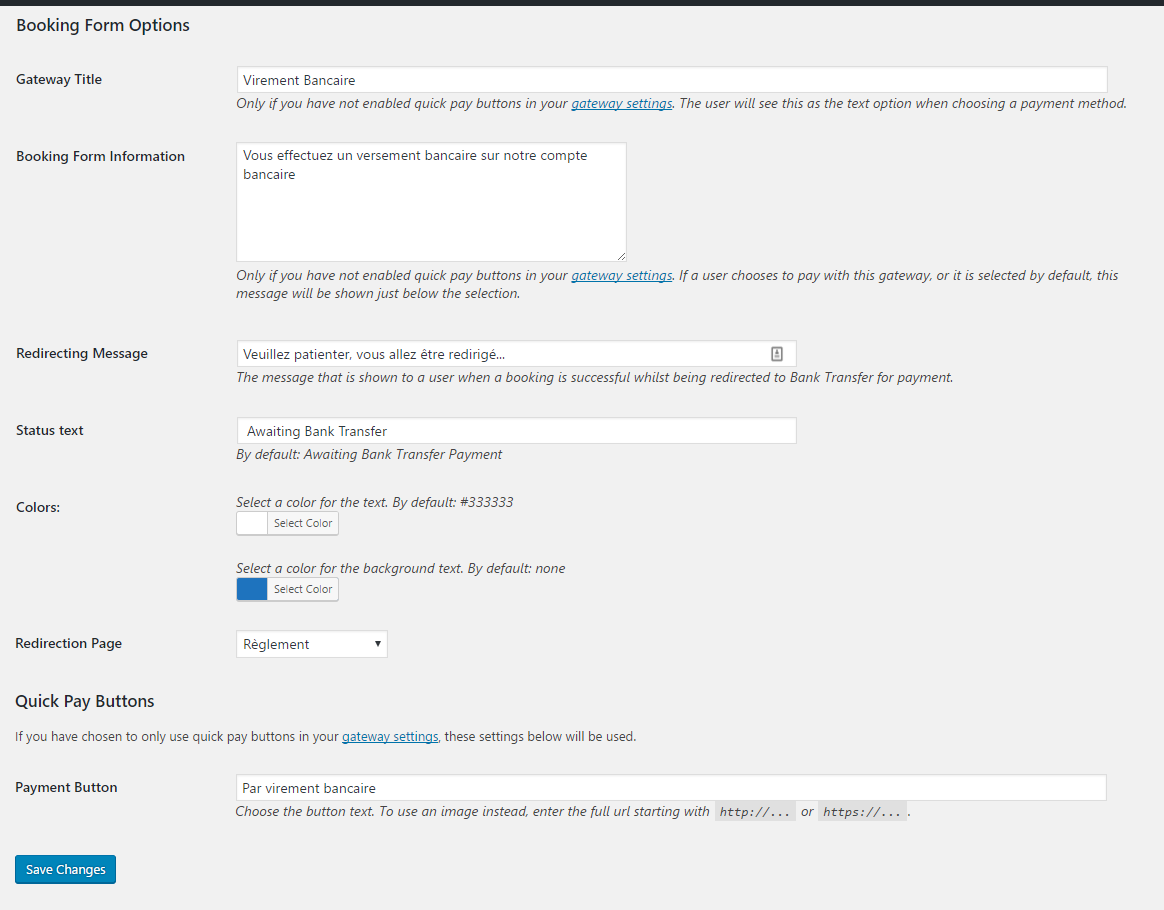 Booking Form Options
Gateway Title
Virement Bancaire
Only if you have not enabled quick pay buttons in your gateway settings. The user will see this as the text option when choosing a payment method.
Booking Form Information
Vous effectuez un versement bancaire sur notre compte
bancaire
Only if you have not enabled quick pay buttons in your gateway settings. If a user chooses to pay with this gateway, or it is selected by default, this
message will be shown just below the selection.
Redirecting Message
Veuillez patienter, vous allez être redirigé...
The message that is shown to a user when a booking is successful whilst being redirected to Bank Transfer for payment.
Status text
Awaiting Bank Transfer
By default: Awaiting Bank Transfer Payment
Colors:
Select a color for the text. By default: #333333
Select Color
Select a color for the background text. By default: none
Select Color
Redirection Page
Règlement
Quick Pay Buttons
If you have chosen to only use quick pay buttons in your gateway settings, these settings below will be used.
Payment Button
Par virement bancaire
Choose the button text. To use an image instead, enter the full url starting with http://... or https://... .
Save Changes